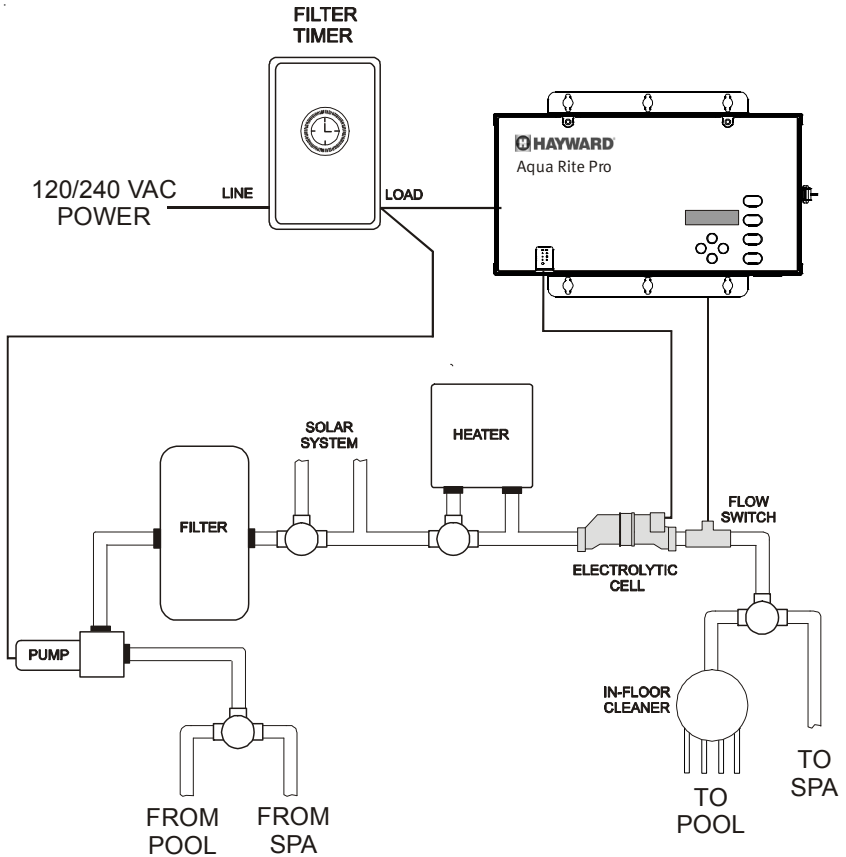 FILTER
TIMER
HAYWARD
Aqua Rite Pro
120/240 VAC
POWER
LINE
LOAD
SOLAR
SYSTEM
HEATER
FILTER
FLOW
SWITCH
ELECTROLYTIC
CELL
PUMP
IN-FLOOR
CLEANER
TO
SPA
TO
POOL
FROM
POOL
FROM
SPA